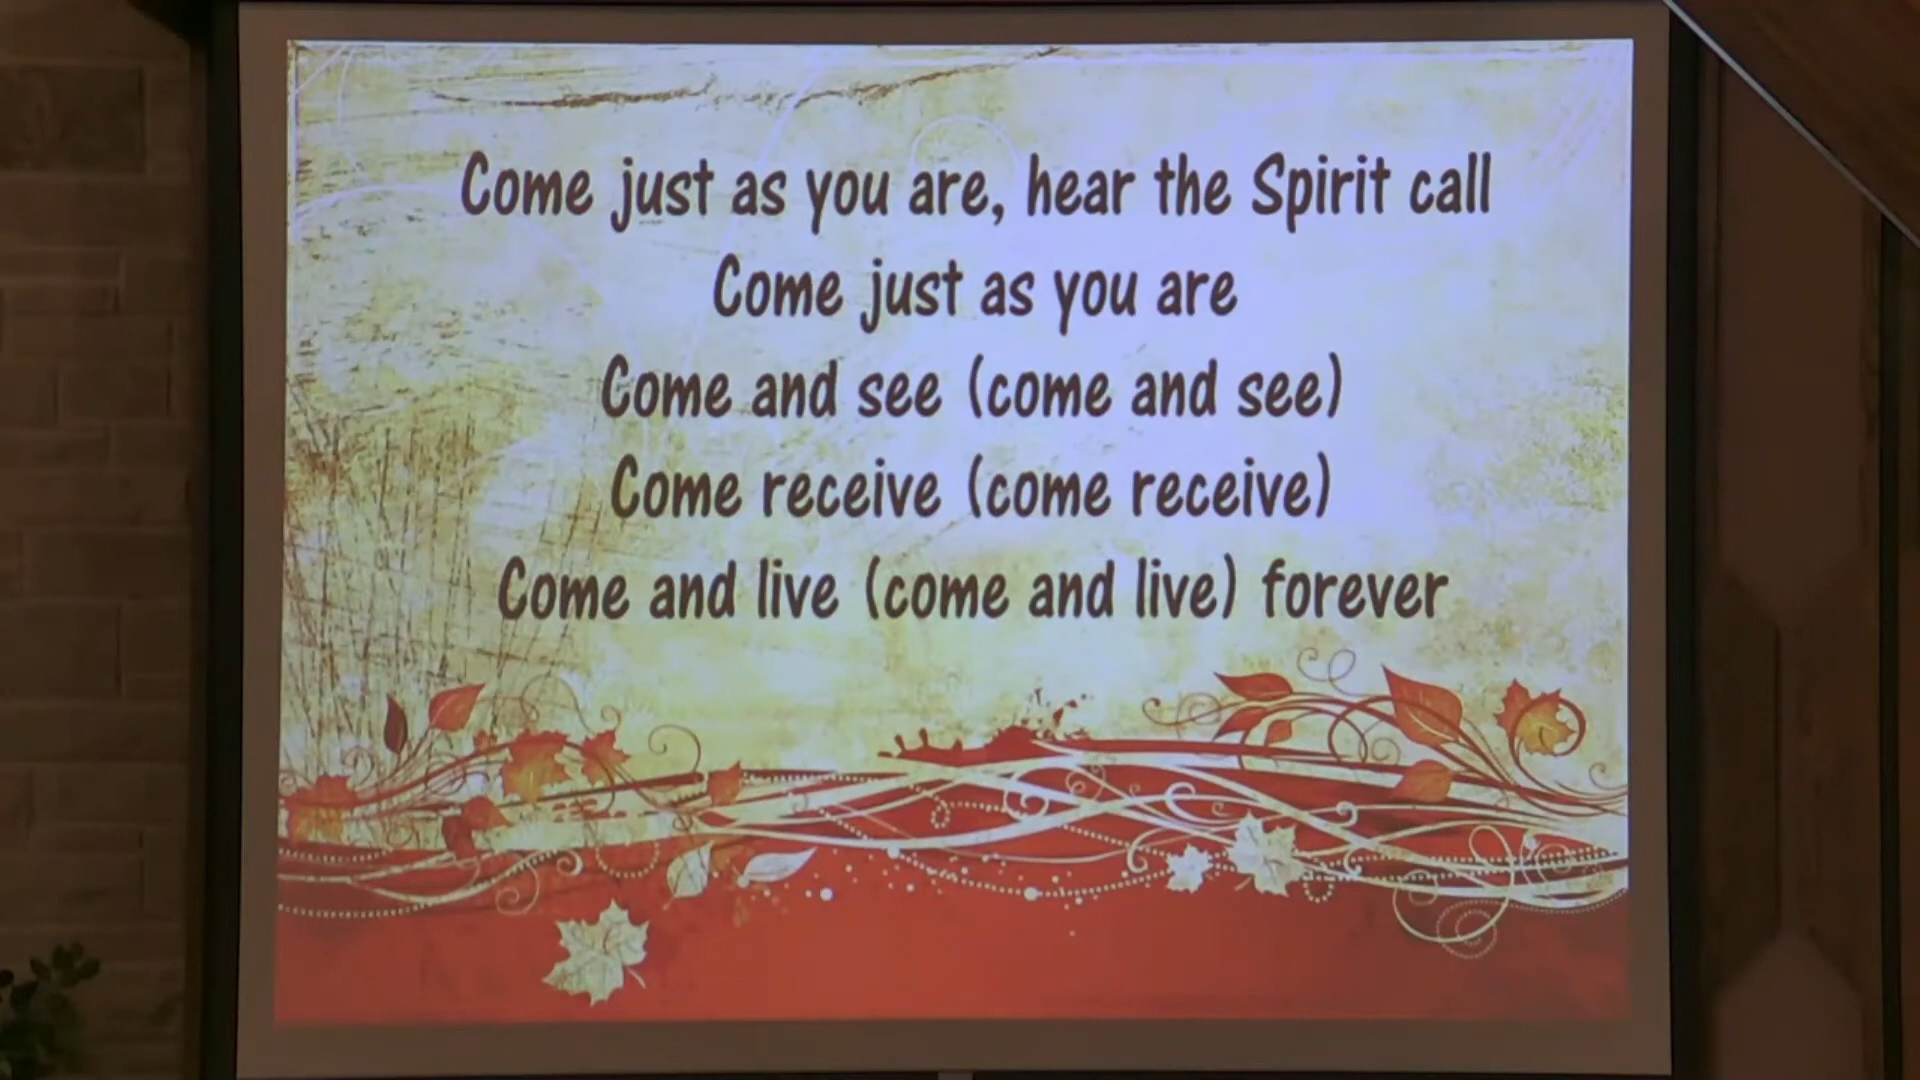 Come just as you are, hear the Spirit call
Come just as you are
Come and see (come and see)
Come receive (come receive)
Come and live (come and live) forever